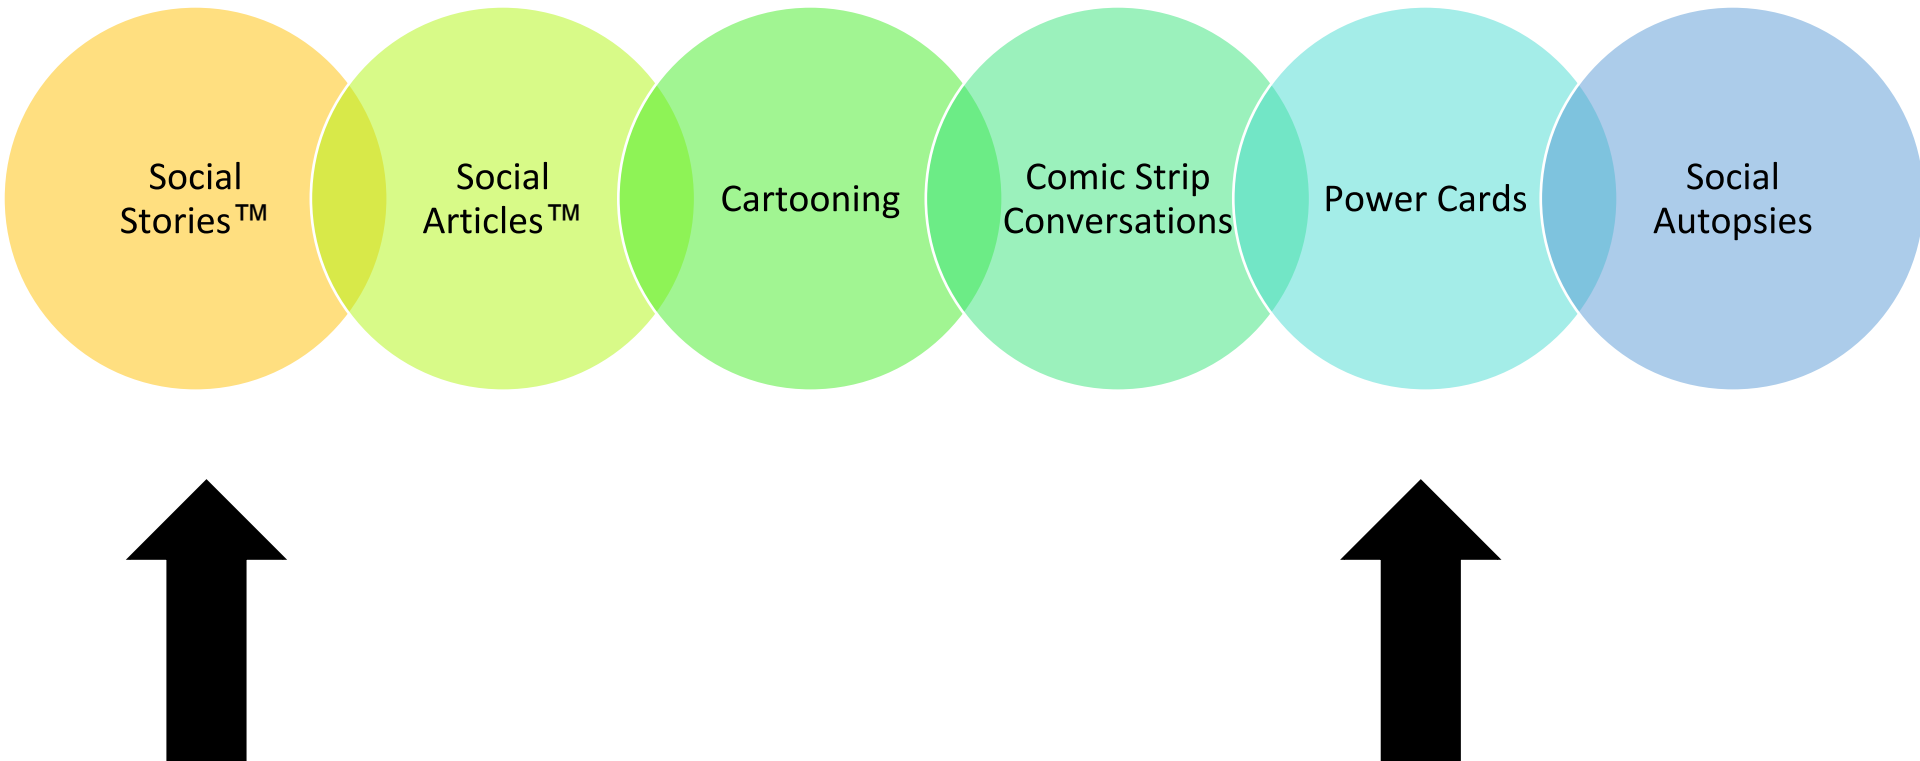 Social
Stories™
Social
Articles™
Cartooning
Comic Strip
Conversations
Power Cards
Social
Autopsies